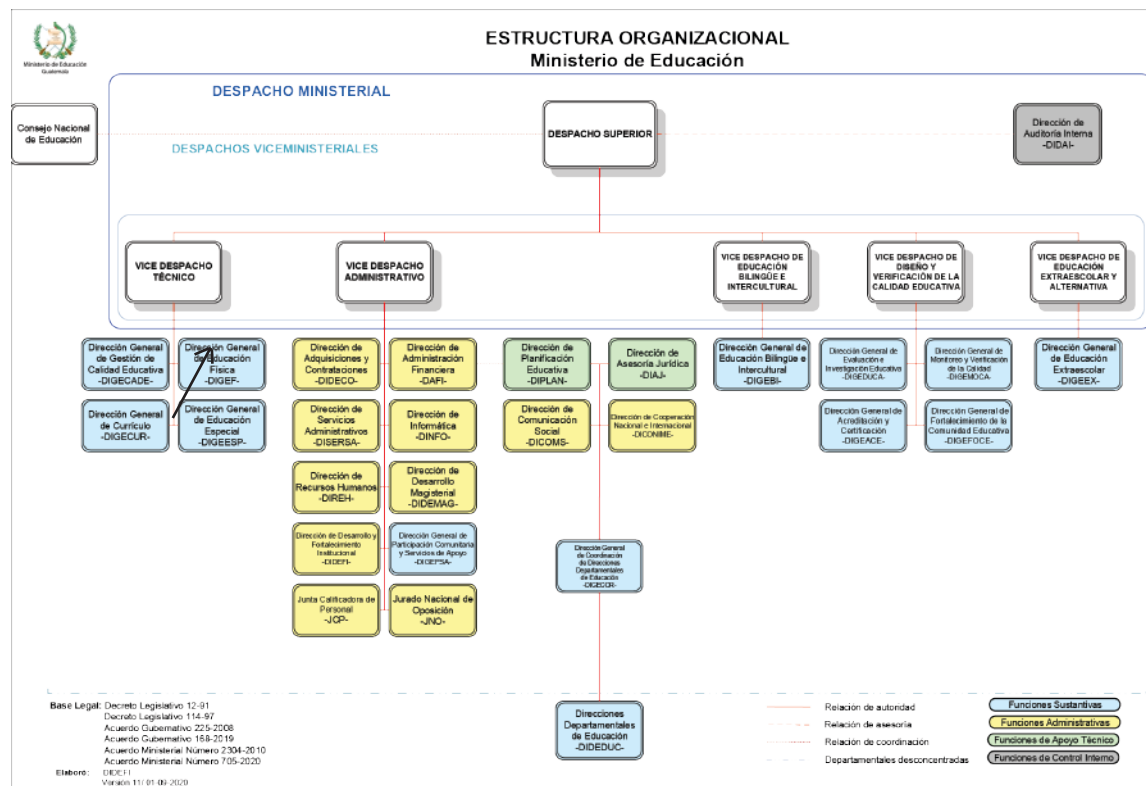 ESTRUCTURA ORGANIZACIONAL
Ministerio de Educación
Ministerio de Educación
Guatemala
DESPACHO MINISTERIAL
Consejo Nacional
de Educación
DESPACHO SUPERIOR
Dirección de
Auditoría Interna
-DIDAI-
DESPACHOS VICEMINISTERIALES
VICE DESPACHO
TÉCNICO
VICE DESPACHO
ADMINISTRATIVO
VICE DESPACHO DE
EDUCACIÓN
BILINGÜE E
INTERCULTURAL
VICE DESPACHO DE
DISEÑO Y
VERIFICACIÓN DE LA
CALIDAD EDUCATIVA
VICE DESPACHO DE
EDUCACIÓN
EXTRAESCOLAR Y
ALTERNATIVA
Dirección General
de Gestión de
Calidad Educativa
-DIGECADE-
Dirección General
de Educación
Física
-DIGEF-
Dirección de
Adquisiciones y
Contrataciones
-DIDECO-
Dirección de
Administración
Financiera
-DAFI-
Dirección de
Planificación
Educativa
-DIPLAN-
Dirección de
Asesoría Jurídica
-DIAJ-
Dirección General de
Educación Bilingüe e
Intercultural
-DIGEBI-
Dirección General de
Evaluación e
Investigación Educativa
-DIGEDUCA-
Dirección General de
Monitoreo y Verificación
de la Calidad
-DIGEMOCA-
Dirección General
de Educación
Extraescolar
-DIGEEX-
Dirección General
de Currículo
-DIGECUR-
Dirección General
de Educación
Especial
-DIGEESP-
Dirección de
Servicios
Administrativos
-DISERSA-
Dirección de
Informática
-DINFO-
Dirección de
Comunicación
Social
-DICOMS-
Dirección de Cooperación
Nacional e Internacional
-DICONIME-
Dirección General de
Acreditación y
Certificación
-DIGEACE-
Dirección General de
Fortalecimiento de la
Comunidad Educativa
-DIGEFOCE-
Dirección de
Recursos Humanos
-DIREH-
Dirección de
Desarrollo
Magisterial
-DIDEMAG-
Dirección de Desarrollo y
Fortalecimiento
Institucional
-DIDEFI-
Dirección General de
Participación Comunitaria
y Servicios de Apoyo
-DIGEPSA-
Dirección General
de Coordinación
de Direcciones
Departamentales
de Educación
-DIGECOR-
Junta Calificadora de
Personal
-JCP-
Jurado Nacional de
Oposición
-JNO-
Direcciones
Departamentales
de Educación
-DIDEDUC-
Base Legal: Decreto Legislativo 12-91
Decreto Legislativo 114-97
Acuerdo Gubernativo 225-2008
Acuerdo Gubernativo 168-2019
Acuerdo Ministerial Número 2304-2010
Acuerdo Ministerial Número 705-2020
Elaboró: DIDEFI
Versión 11/ 01-09-2020
Relación de autoridad
Relación de asesoría
Relación de coordinación
Departamentales desconcentradas
Funciones Sustantivas
Funciones Administrativas
Funciones de Apoyo Técnico
Funciones de Control Interno